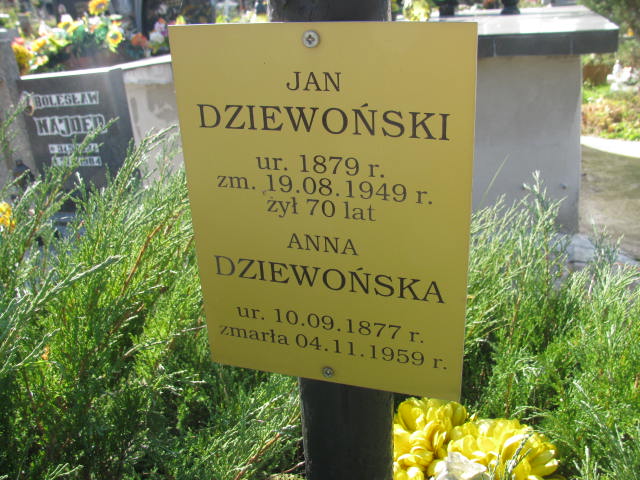 JAN
DZIEWOŃSKI
ur. 1879 r.
zm. 19.08.1949 r.
żył 70 lat
ANNA
DZIEWOŃSKA
ur. 10.09.1877 r.
zmarła 04.11.1959 r.
BOLESŁAW
NAJDER